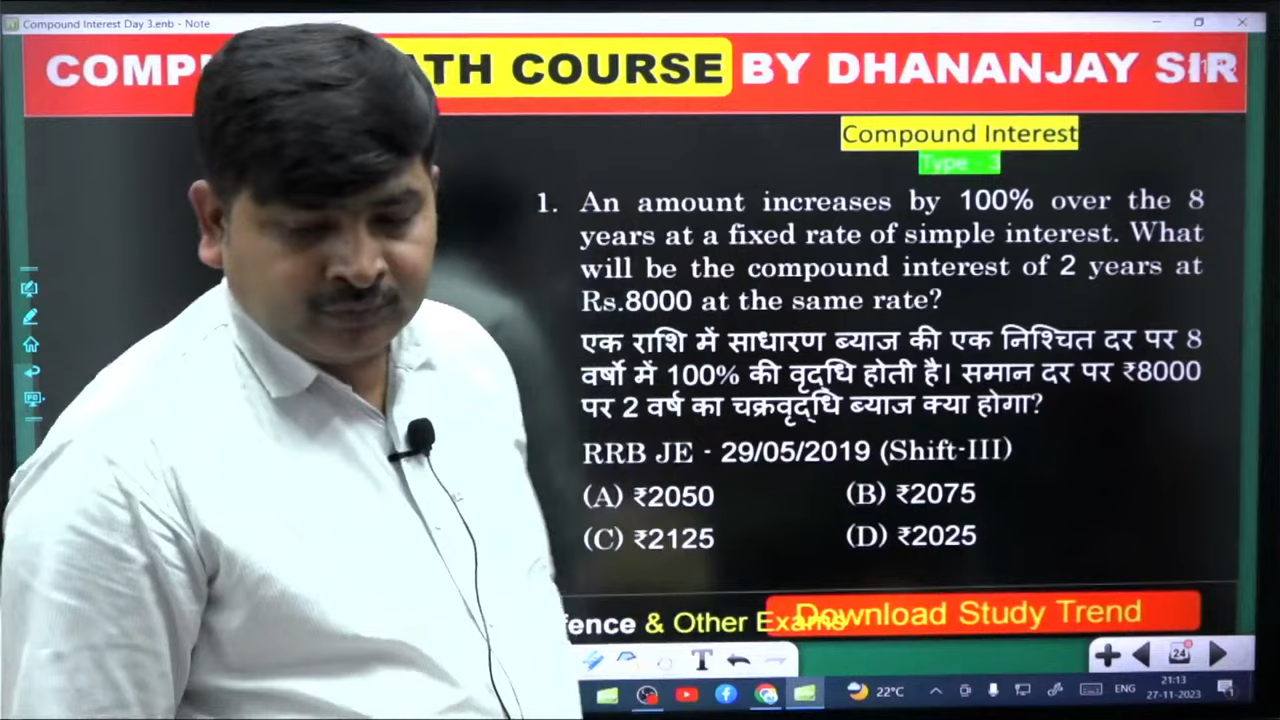 Compound Interest Day 3.enb - Note
COMP ATH COURSE BY DHANANJAY SIR
Compound Interest
Type - 3
1. An amount increases by 100% over the 8
years at a fixed rate of simple interest. What
will be the compound interest of 2 years at
Rs.8000 at the same rate?
एक राशि में साधारण ब्याज की एक निश्चित दर पर 8
वर्षो में 100% की वृद्धि होती है। समान दर पर ₹8000
पर 2 वर्ष का चक्रवृद्धि ब्याज क्या होगा?
RRB JE - 29/05/2019 (Shift-III)
(A) ₹2050 (B) ₹2075
(C) ₹2125 (D) ₹2025
fence & Other Exams Download Study Trend
T 24
22°C ENG 21:13
27-11-2023